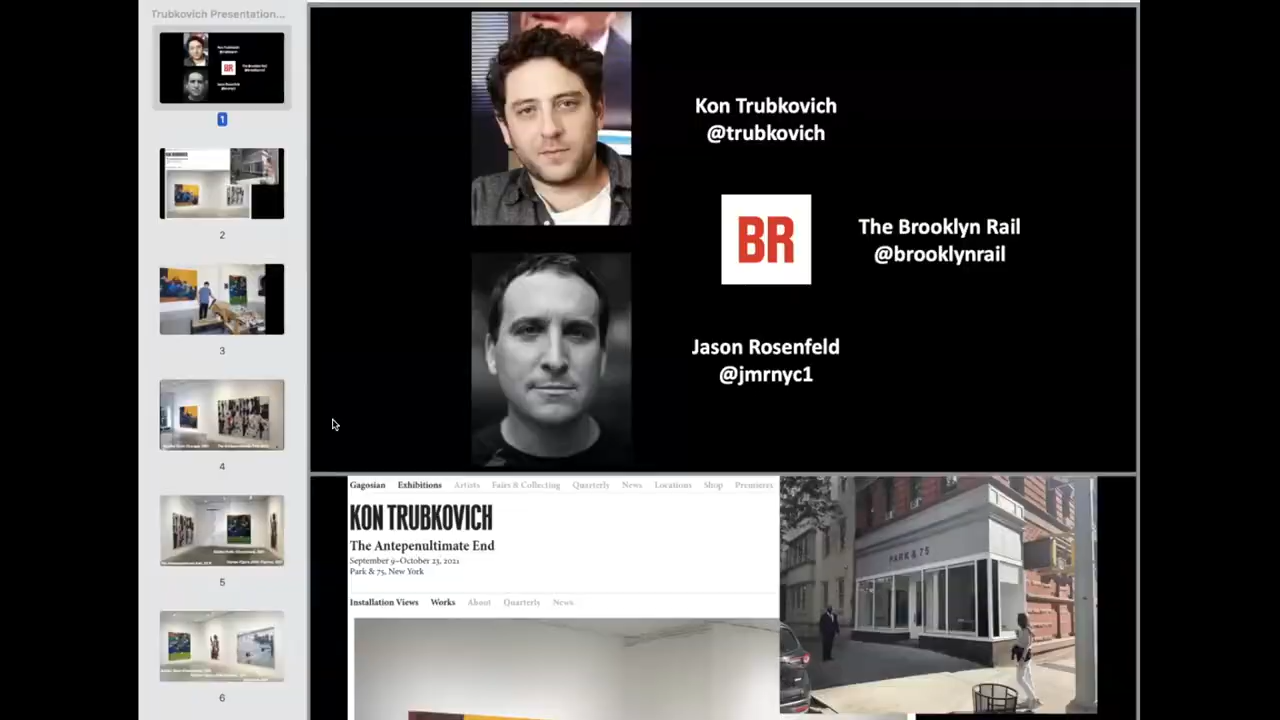 Trubkovich Presentation...
1
2
3
4
5
6
Kon Trubkovich
@trubkovich
BR
The Brooklyn Rail
@brooklynrail
Jason Rosenfeld
@jmrnyc1
Gagosian Exhibitions Artists Fairs & Collecting Quarterly News Locations Shop Premieres
KON TRUBKOVICH
The Antepenultimate End
September 9–October 23, 2021
Park & 75, New York
Installation Views Works About Quarterly News
PARK & 75